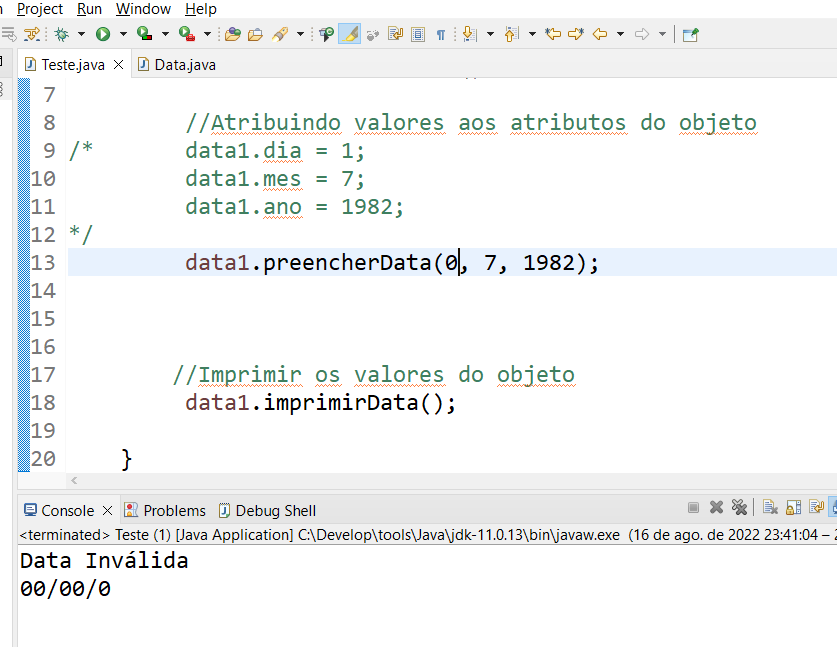 Project Run Window Help
Teste.java Data.java
7
8 //Atribuindo valores aos atributos do objeto
9 /* data1.dia = 1;
10 data1.mes = 7;
11 data1.ano = 1982;
12 */
13 data1.preencherData(0, 7, 1982);
14
15
16
17 //Imprimir os valores do objeto
18 data1.imprimirData();
19
20 }
Console Problems Debug Shell
<terminated> Teste (1) [Java Application] C:\Develop\tools\Java\jdk-11.0.13\bin\javaw.exe (16 de ago. de 2022 23:41:04 –
Data Inválida
00/00/0